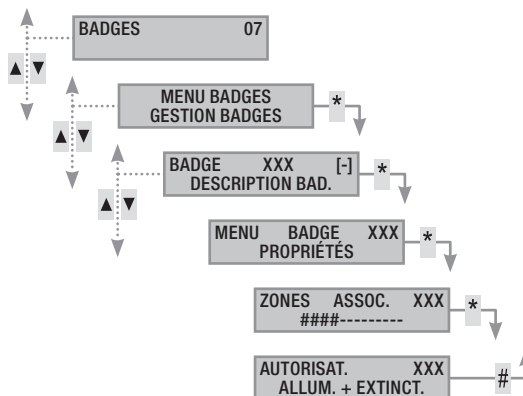 BADGES 07
▲ ▼
MENU BADGES
GESTION BADGES
*
▲ ▼
BADGE XXX [-]
DESCRIPTION BAD.
*
▲ ▼
MENU BADGE XXX
PROPRIÉTÉS
*
ZONES ASSOC. XXX
####---------
*
AUTORISAT. XXX
ALLUM. + EXTINCT.
#